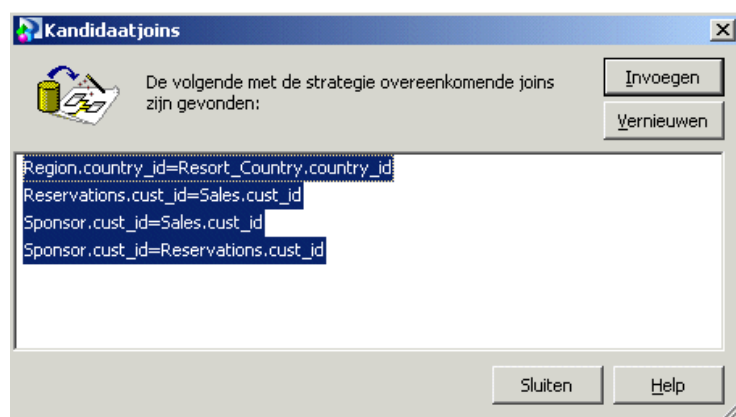 Kandidaatjoins
De volgende met de strategie overeenkomende joins
zijn gevonden:
Invoegen
Vernieuwen
Region.country_id=Resort_Country.country_id
Reservations.cust_id=Sales.cust_id
Sponsor.cust_id=Sales.cust_id
Sponsor.cust_id=Reservations.cust_id
Sluiten
Help